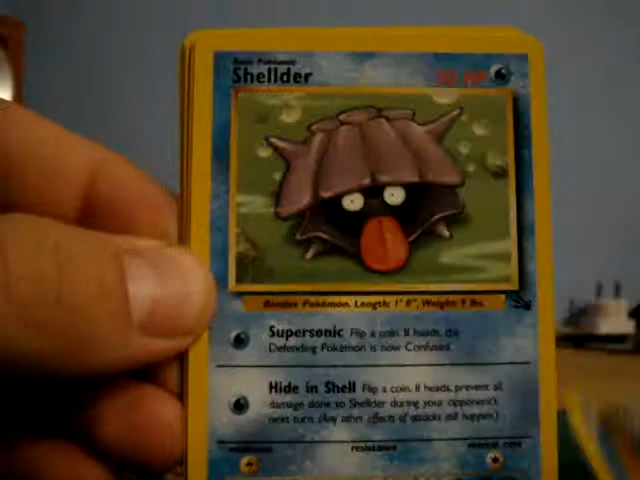 Basic Pokémon
Shellder
30 HP
Bivalve Pokémon. Length: 1' 0", Weight: 9 lbs.
Supersonic Flip a coin. If heads, the
Defending Pokémon is now Confused.
Hide in Shell Flip a coin. If heads, prevent all
damage done to Shellder during your opponent's
next turn. (Any other effects of attacks still happen.)
weakness
resistance
retreat cost